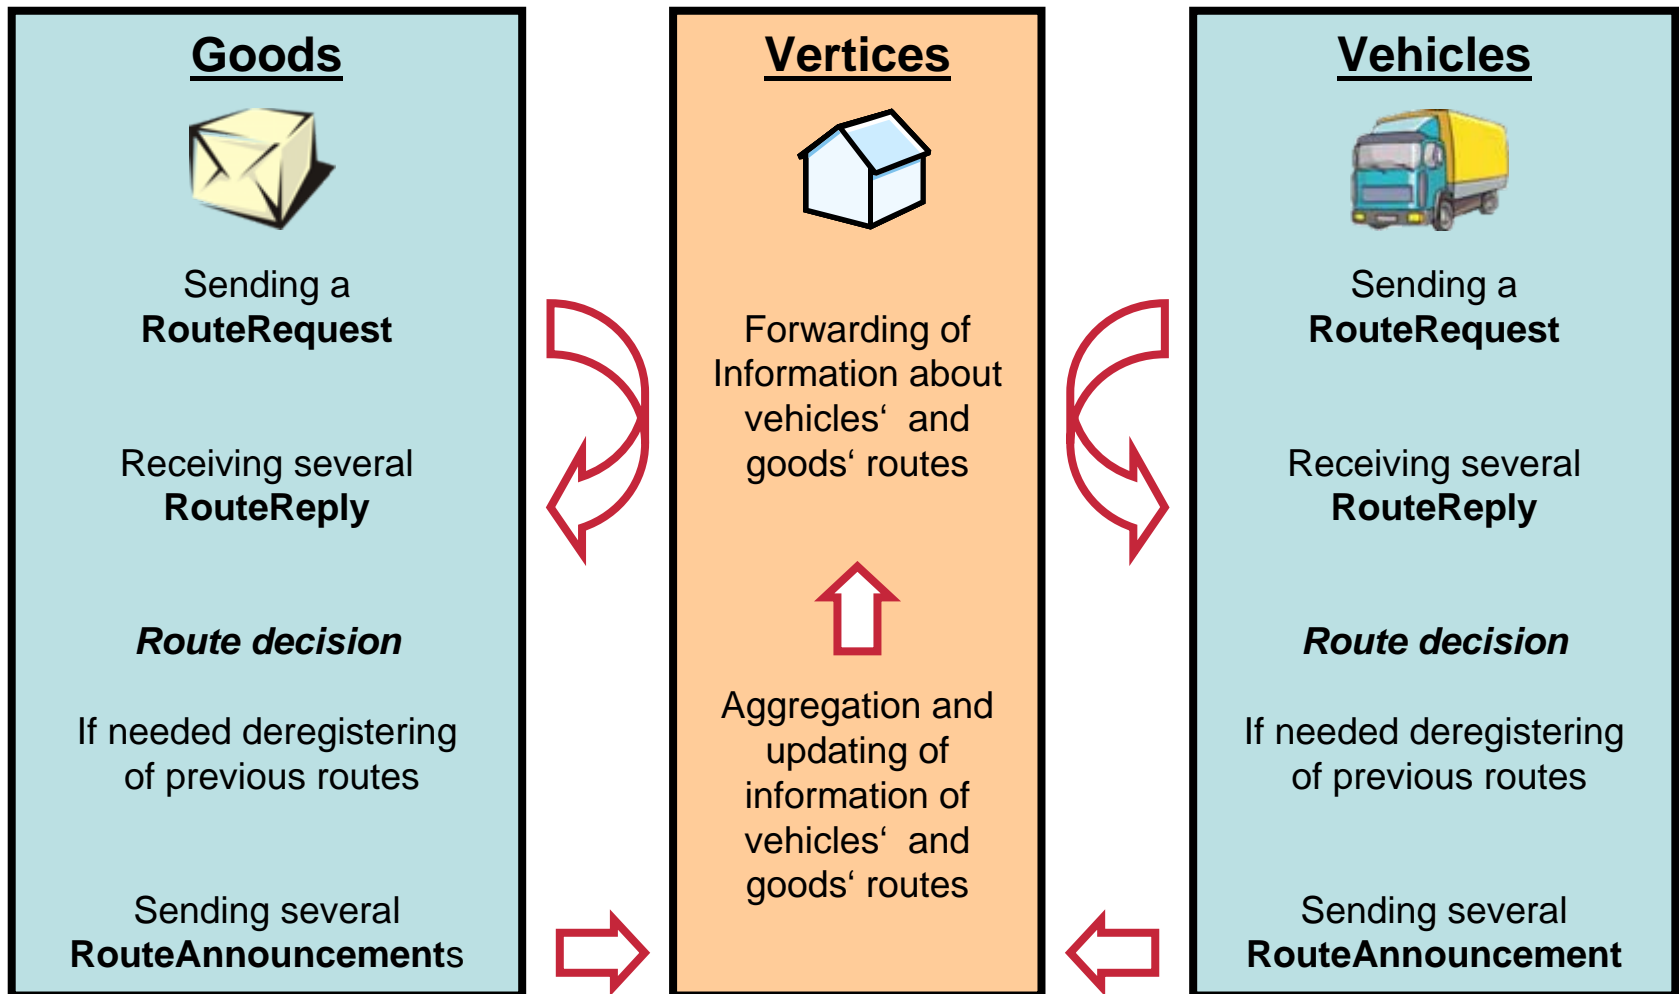 Goods
Sending a
RouteRequest
Receiving several
RouteReply
Route decision
If needed deregistering
of previous routes
Sending several
RouteAnnouncements
Vertices
Forwarding of
Information about
vehicles‘  and
goods‘ routes
Aggregation and
updating of
information of
vehicles‘  and
goods‘ routes
Vehicles
Sending a
RouteRequest
Receiving several
RouteReply
Route decision
If needed deregistering
of previous routes
Sending several
RouteAnnouncement